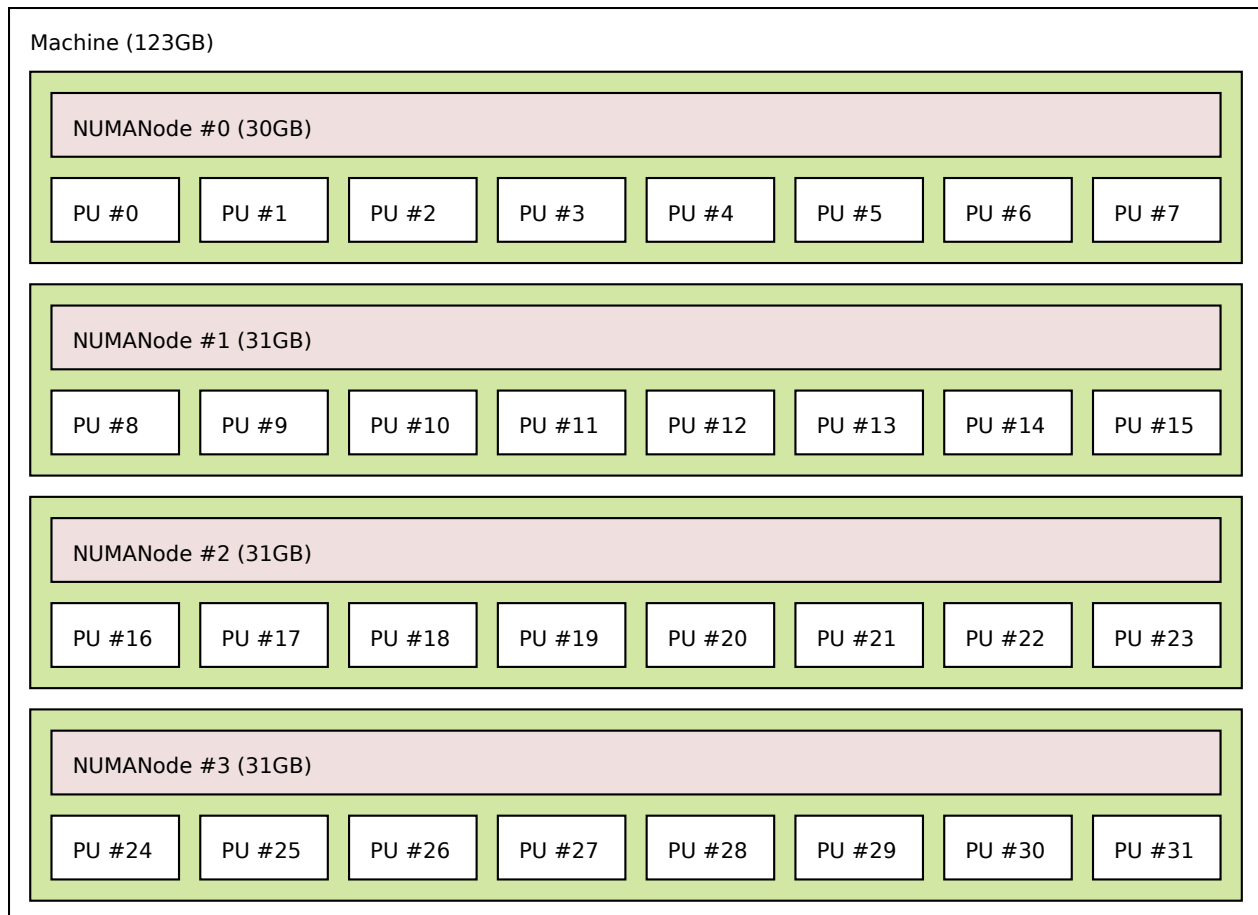 Machine (123GB)
NUMANode #0 (30GB)
PU #0 PU #1 PU #2 PU #3 PU #4 PU #5 PU #6 PU #7
NUMANode #1 (31GB)
PU #8 PU #9 PU #10 PU #11 PU #12 PU #13 PU #14 PU #15
NUMANode #2 (31GB)
PU #16 PU #17 PU #18 PU #19 PU #20 PU #21 PU #22 PU #23
NUMANode #3 (31GB)
PU #24 PU #25 PU #26 PU #27 PU #28 PU #29 PU #30 PU #31